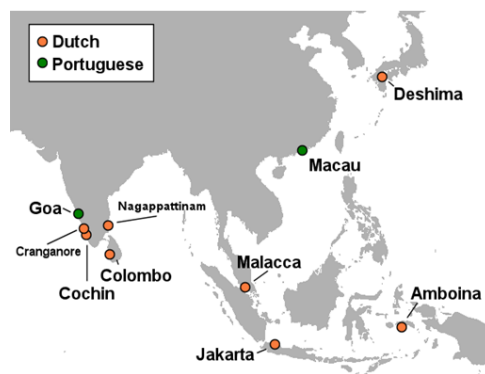 Dutch
Portuguese
Deshima
Macau
Goa
Nagappattinam
Cranganore
Colombo
Cochin
Malacca
Amboina
Jakarta